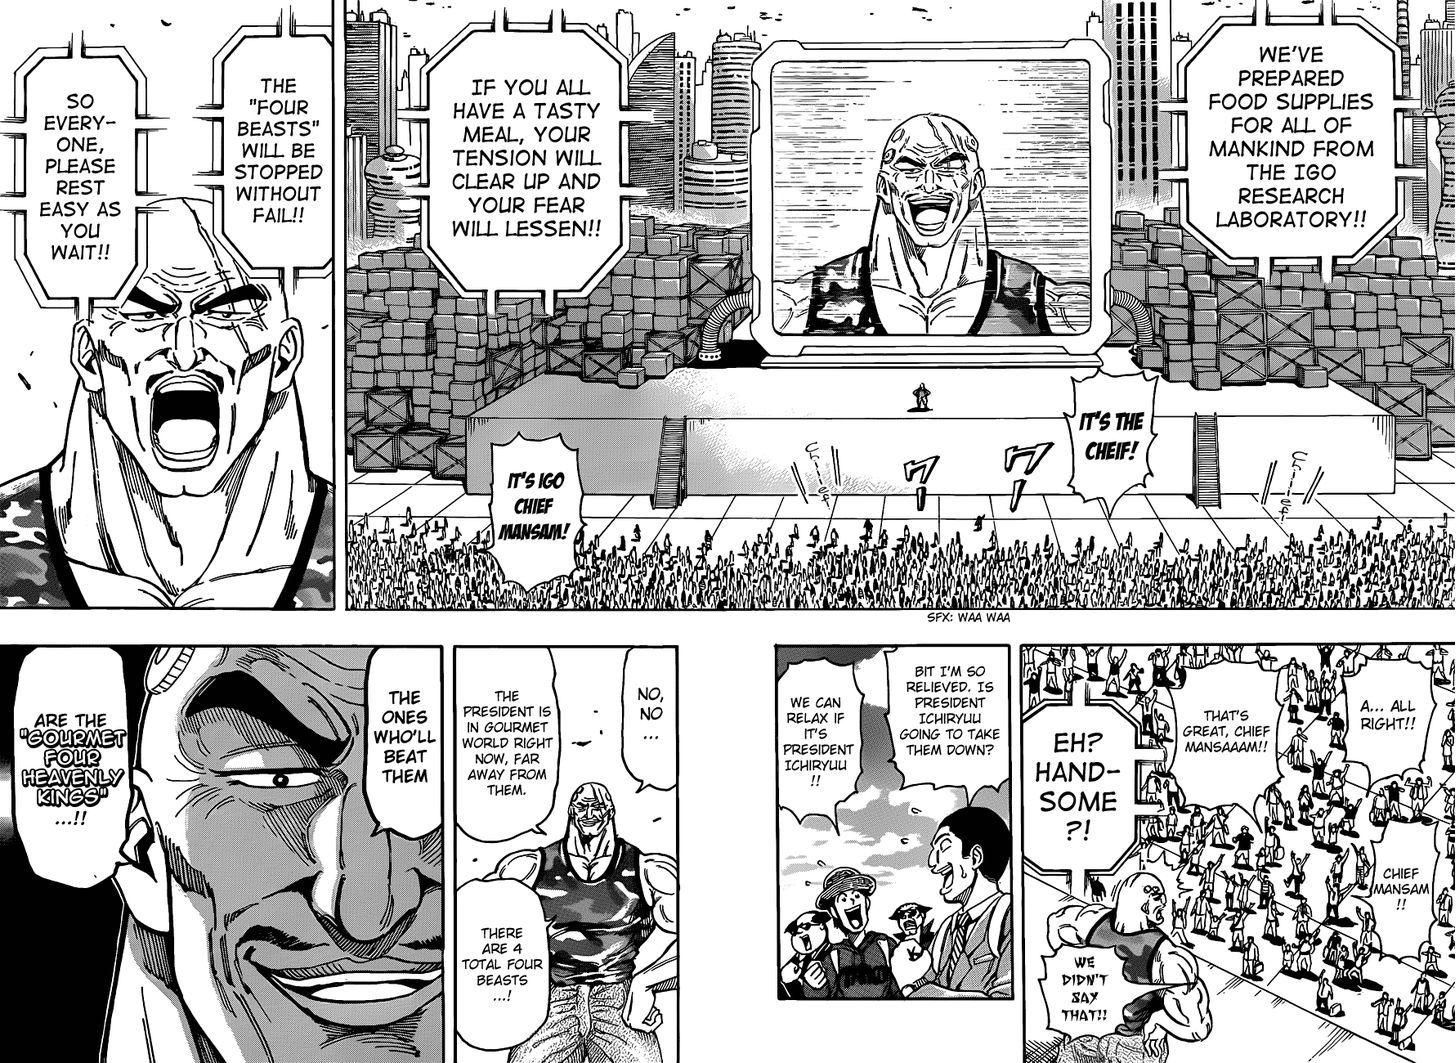 WE'VE
PREPARED
FOOD SUPPLIES
FOR ALL OF
MANKIND FROM
THE IGO
RESEARCH
LABORATORY!!
IF YOU ALL
HAVE A TASTY
MEAL, YOUR
TENSION WILL
CLEAR UP AND
YOUR FEAR
WILL LESSEN!!
IT'S THE
CHEIF!
IT'S IGO
CHIEF
MANSAM!
ワ
ワ
SFX: WAA WAA
THE
"FOUR
BEASTS"
WILL BE
STOPPED
WITHOUT
FAIL!!
SO
EVERY-
ONE,
PLEASE
REST
EASY AS
YOU
WAIT!!
A... ALL
RIGHT!!
THAT'S
GREAT, CHIEF
MANSAAAM!!
CHIEF
MANSAM
!!
EH?
HAND-
SOME
?!
WE
DIDN'T
SAY
THAT!!
BIT I'M SO
RELIEVED. IS
PRESIDENT
ICHIRYUU
GOING TO TAKE
THEM DOWN?
WE CAN
RELAX IF
IT'S
PRESIDENT
ICHIRYUU
!!
NO,
NO
...
THE
PRESIDENT IS
IN GOURMET
WORLD RIGHT
NOW, FAR
AWAY FROM
THEM.
THERE
ARE 4
TOTAL FOUR
BEASTS
...!
THE
ONES
WHO'LL
BEAT
THEM
ARE THE
"GOURMET
FOUR
HEAVENLY
KINGS"
...!!